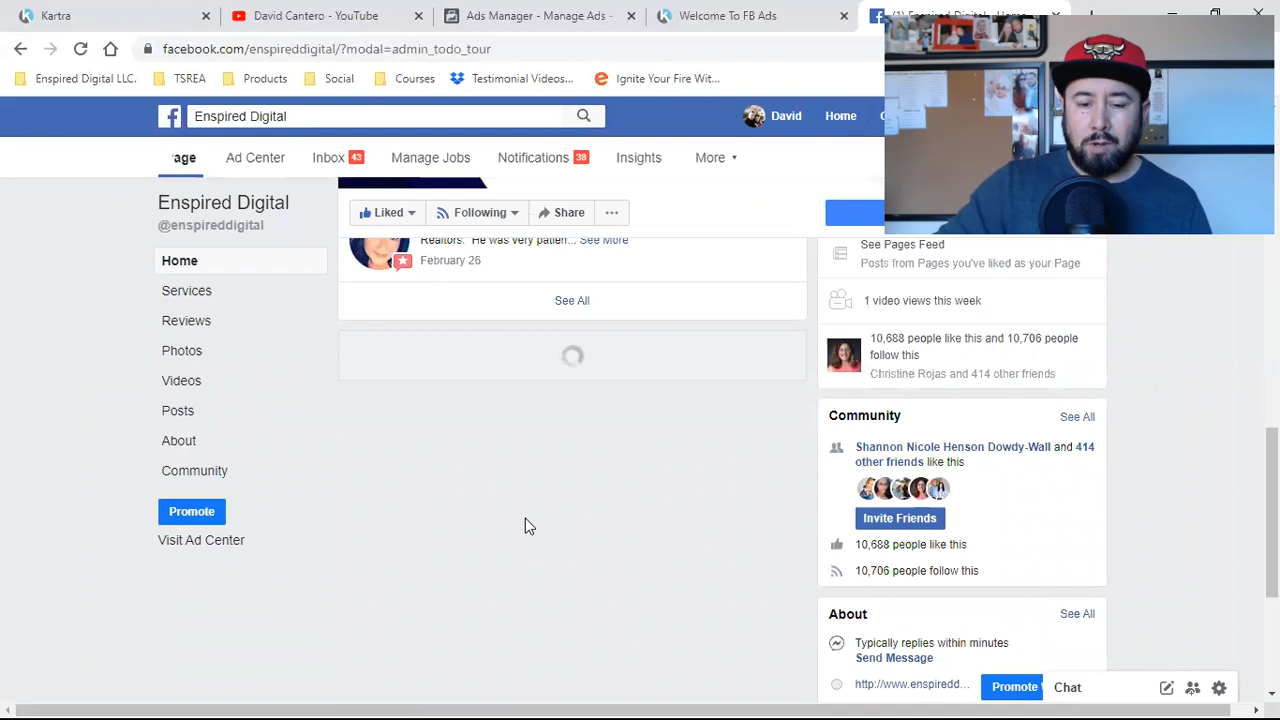 Kartra ×
David Cantero - YouTube ×
Ads Manager - Manage Ads - ×
Welcome To FB Ads ×
facebook.com/enspireddigital/?modal=admin_todo_tour
Enspired Digital LLC.
TSREA
Products
Social
Courses
Testimonial Videos...
Ignite Your Fire Wit...
Enspired Digital
David
Home
age
Ad Center
Inbox 43
Manage Jobs
Notifications 38
Insights
More
Enspired Digital
@enspireddigital
Home
Services
Reviews
Photos
Videos
Posts
About
Community
Promote
Visit Ad Center
Liked
Following
Share
...
Realtors. He was very patien... See More
February 26
See All
See Pages Feed
Posts from Pages you've liked as your Page
1 video views this week
10,688 people like this and 10,706 people
follow this
Christine Rojas and 414 other friends
Community
See All
Shannon Nicole Henson Dowdy-Wall and 414
other friends like this
Invite Friends
10,688 people like this
10,706 people follow this
About
See All
Typically replies within minutes
Send Message
http://www.enspiredd...
Promote
Chat